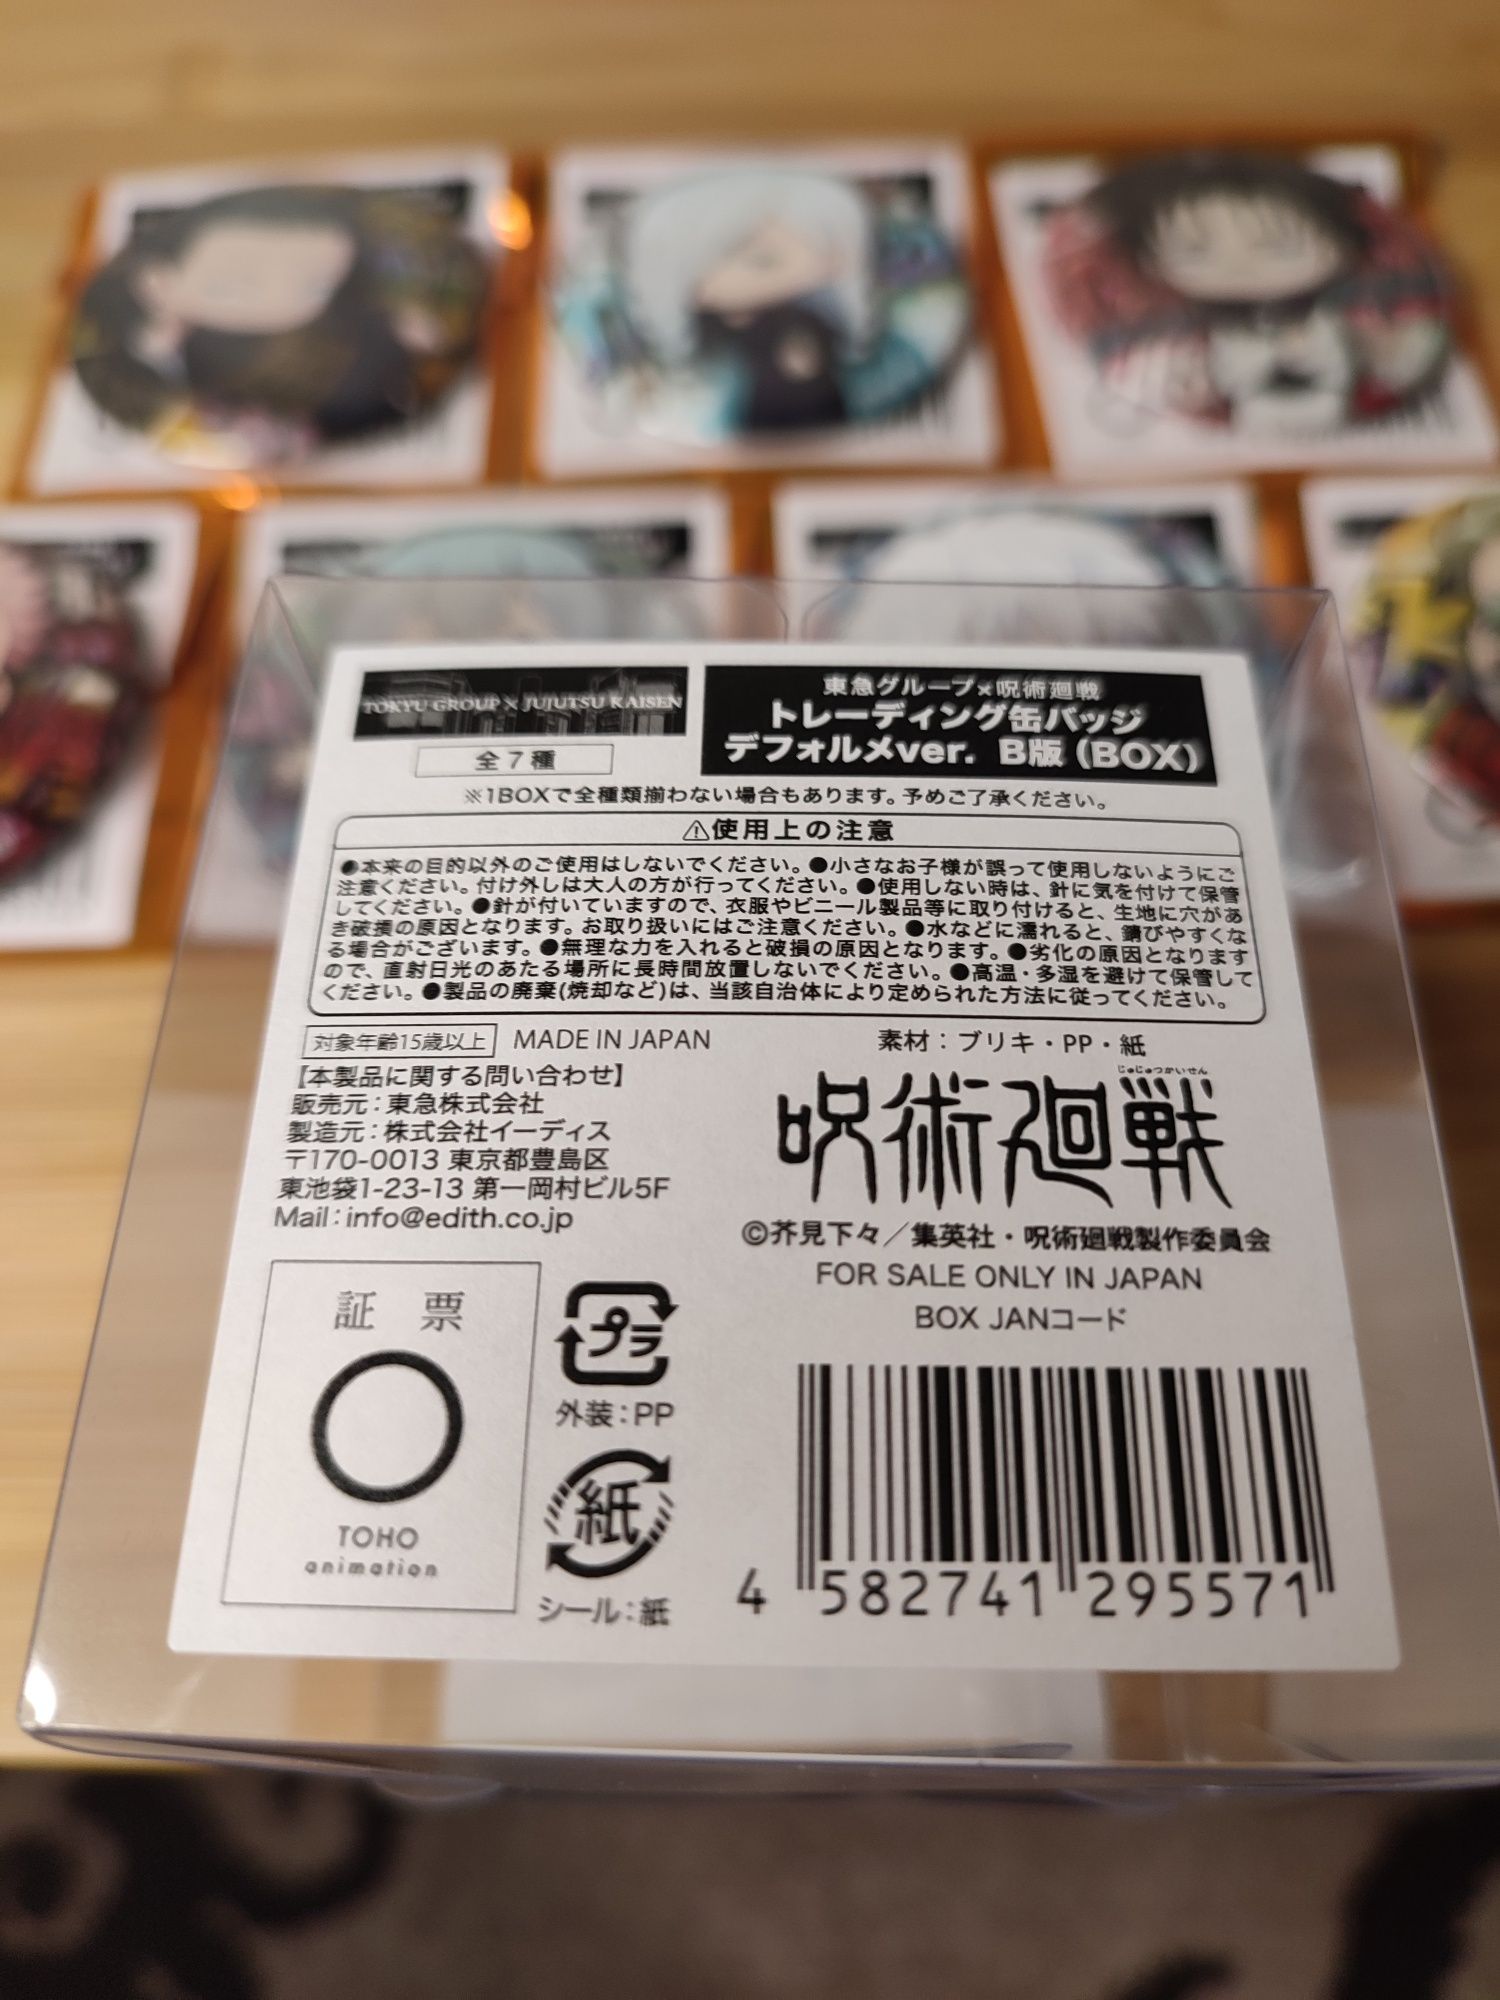 TOKYU GROUP × JUJUTSU KAISEN
全7種
東急グループ×呪術廻戦
トレーディング缶バッジ
デフォルメver. B版(BOX)
※1BOXで全種類揃わない場合もあります。予めご了承ください。
⚠使用上の注意
●本来の目的以外のご使用はしないでください。●小さなお子様が誤って使用しないようにご
注意ください。付け外しは大人の方が行ってください。●使用しない時は、針に気を付けて保管
してください。●針が付いていますので、衣服やビニール製品等に取り付けると、生地に穴があ
き破損の原因となります。お取り扱いにはご注意ください。●水などに濡れると、錆びやすくな
る場合がございます。●無理な力を入れると破損の原因となります。●劣化の原因となります
ので、直射日光のあたる場所に長時間放置しないでください。●高温・多湿を避けて保管して
ください。●製品の廃棄(焼却など)は、当該自治体により定められた方法に従ってください。
対象年齢15歳以上 MADE IN JAPAN
素材：ブリキ・PP・紙
【本製品に関する問い合わせ】
販売元：東急株式会社
製造元：株式会社イーディス
〒170-0013 東京都豊島区
東池袋1-23-13 第一岡村ビル5F
Mail：info@edith.co.jp
じゅじゅつかいせん
呪術廻戦
©芥見下々／集英社・呪術廻戦製作委員会
FOR SALE ONLY IN JAPAN
BOX JANコード
証 票
TOHO
animation
プラ
外装：PP
紙
シール：紙
4 582741 295571